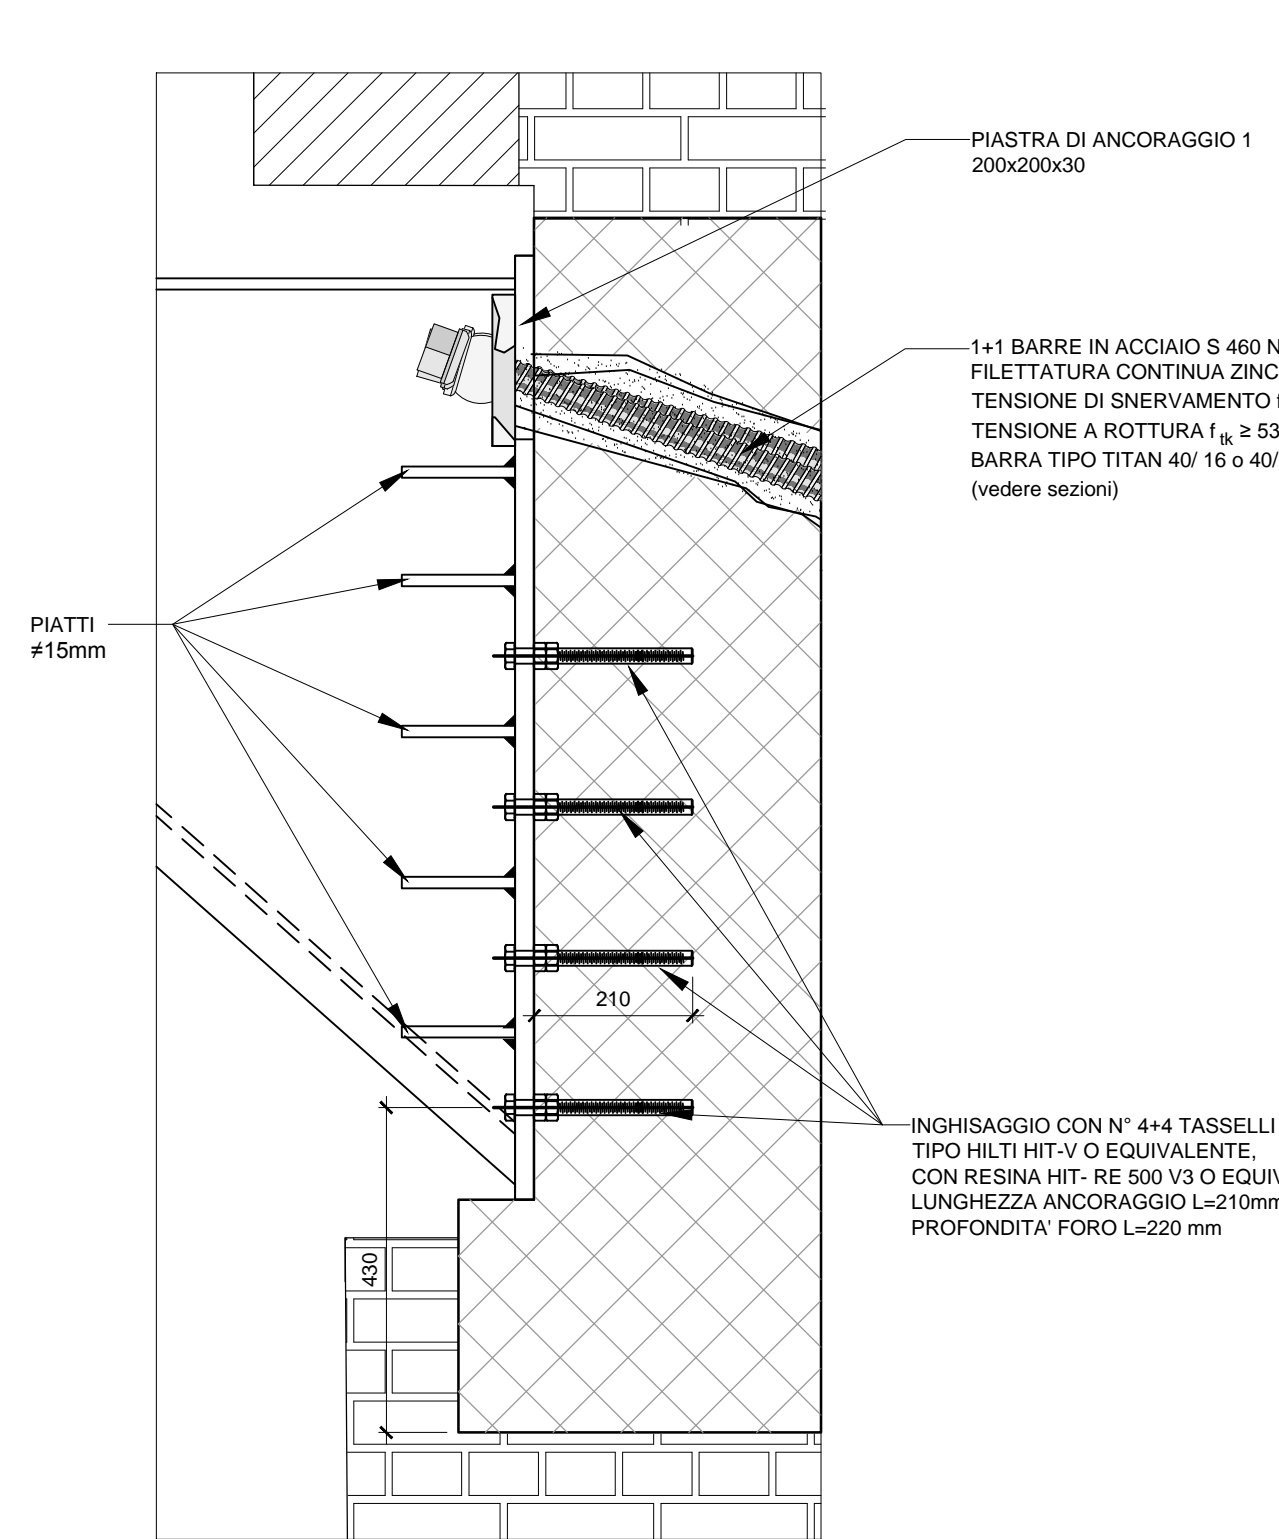 PIASTRA DI ANCORAGGIO 1
200x200x30
1+1 BARRE IN ACCIAIO S 460 N
FILETTATURA CONTINUA ZINC
TENSIONE DI SNERVAMENTO f
TENSIONE A ROTTURA f tk ≥ 53
BARRA TIPO TITAN 40/ 16 o 40/
(vedere sezioni)
PIATTI
≠15mm
210
INGHISAGGIO CON N° 4+4 TASSELLI
TIPO HILTI HIT-V O EQUIVALENTE,
CON RESINA HIT- RE 500 V3 O EQUIV
LUNGHEZZA ANCORAGGIO L=210mm
PROFONDITA' FORO L=220 mm
430